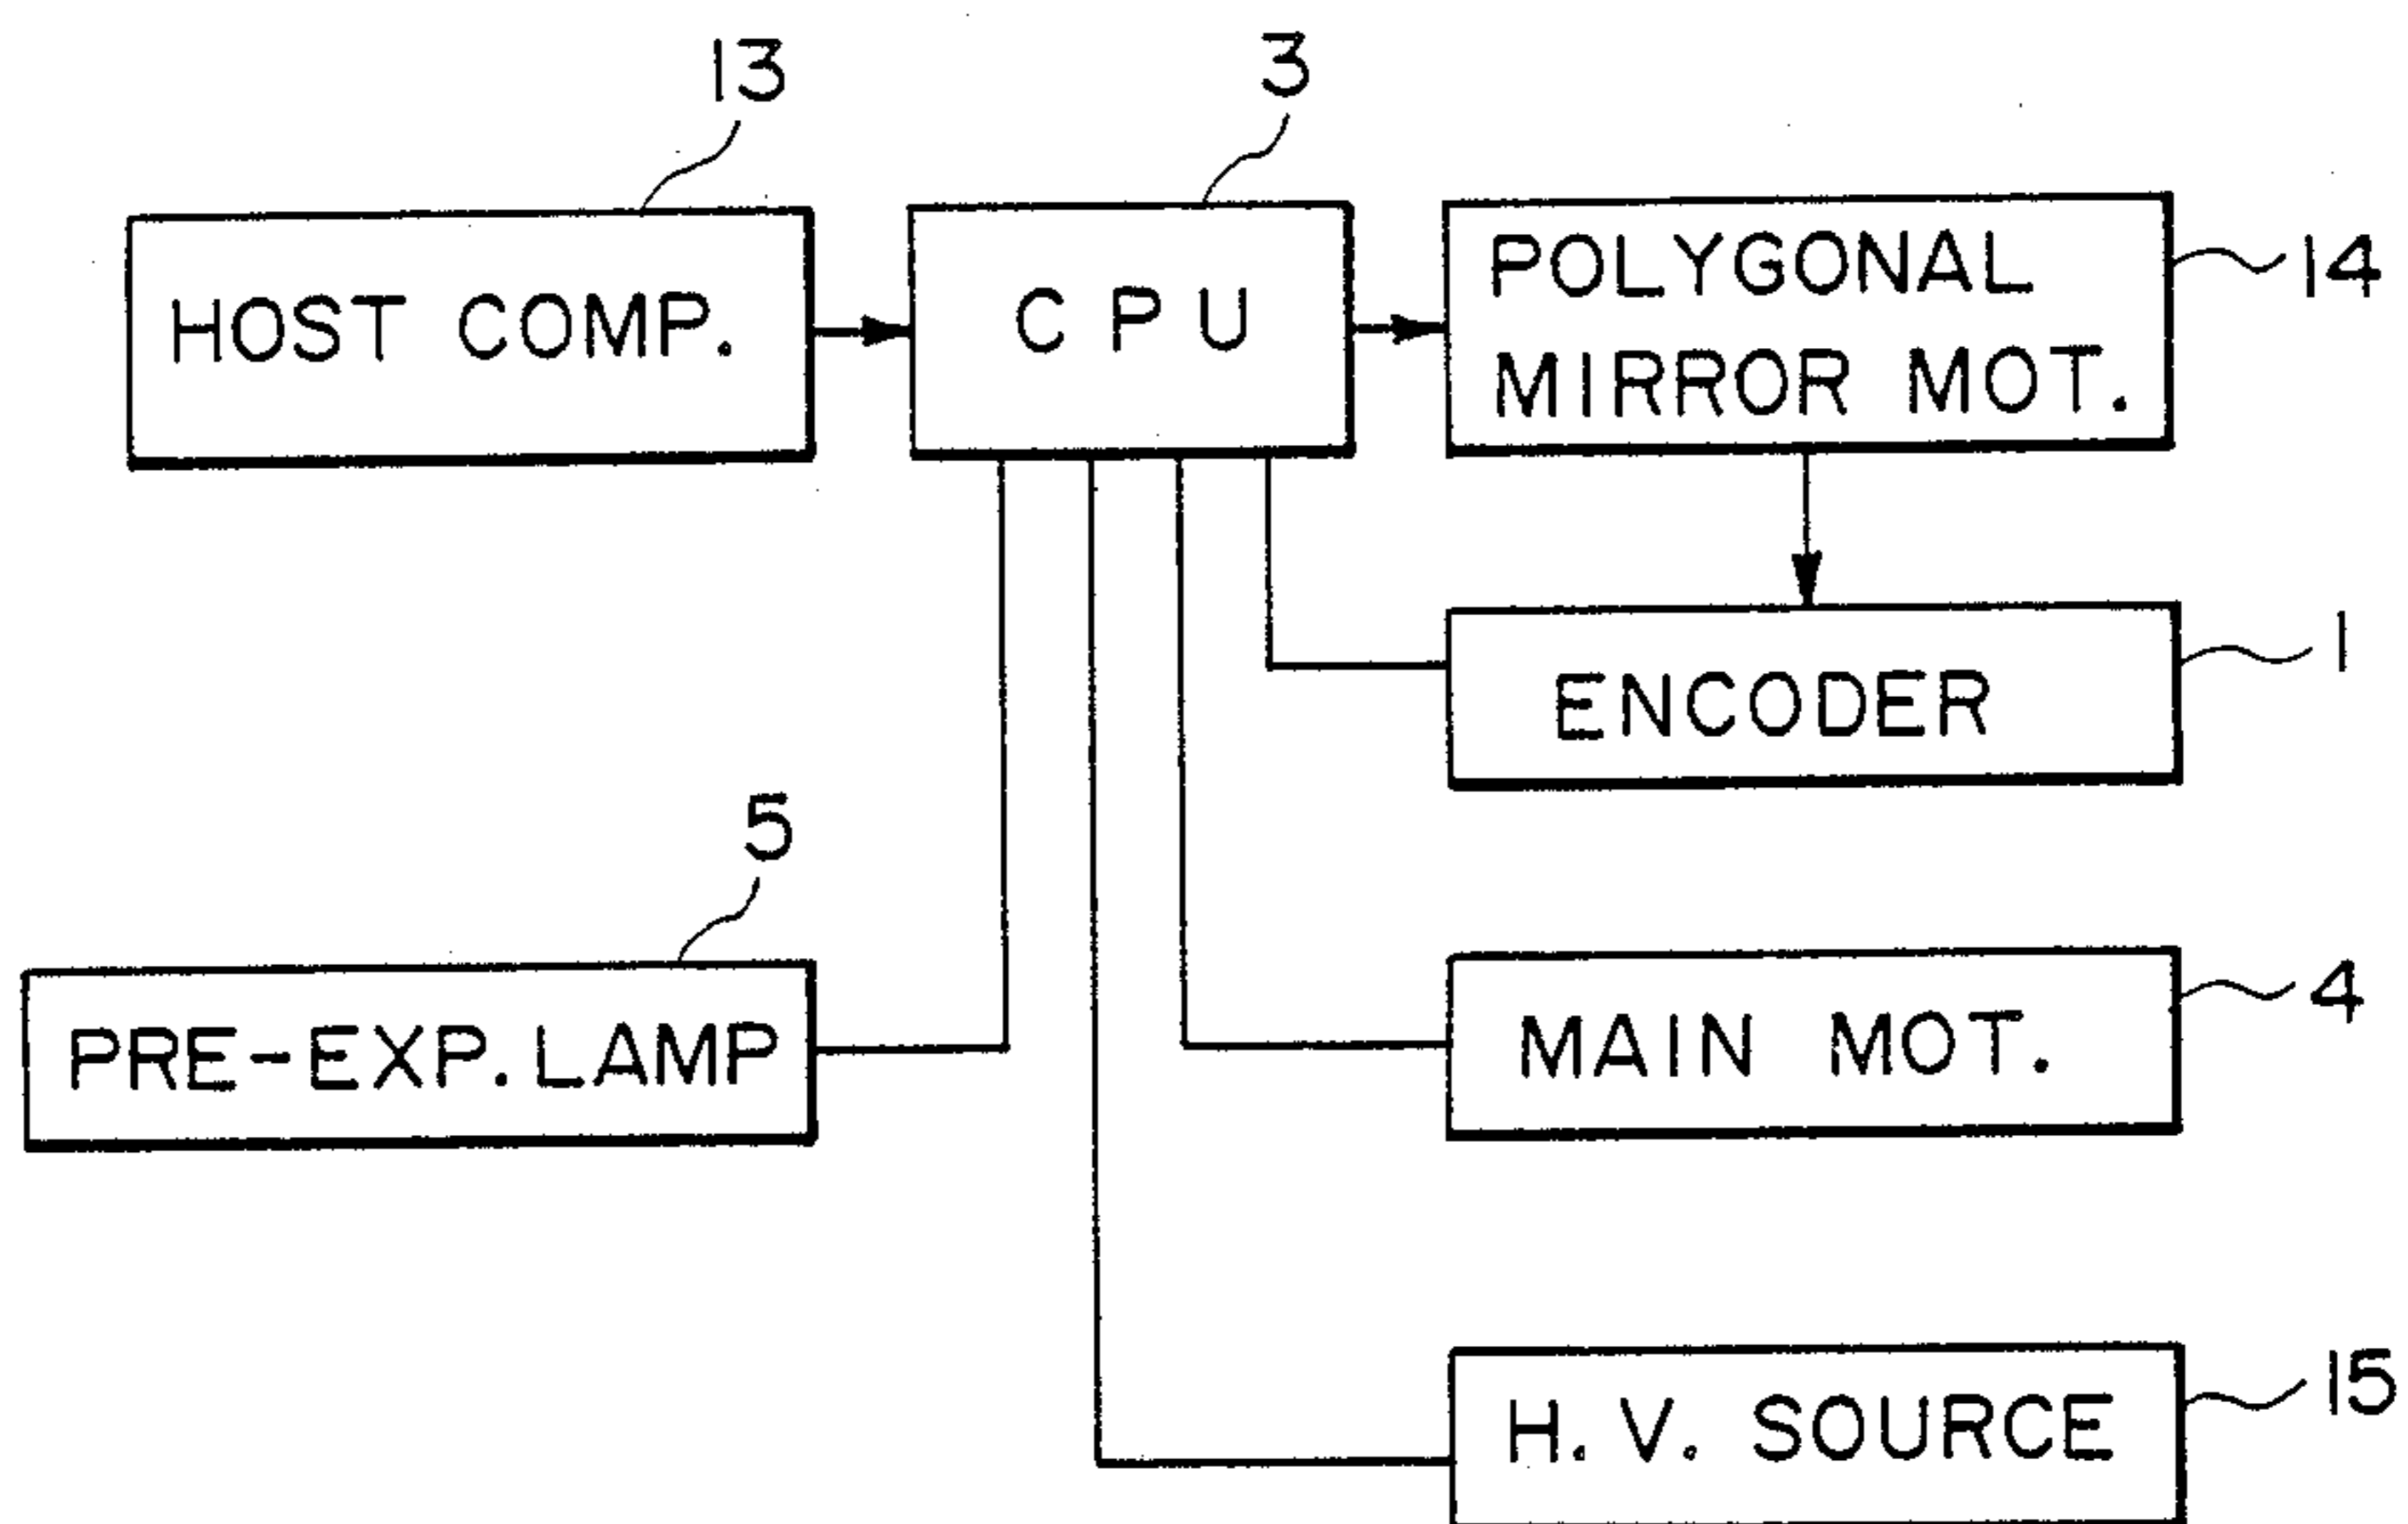 13
3
HOST COMP.
CPU
POLYGONAL
MIRROR MOT.
14
ENCODER
1
5
PRE-EXP. LAMP
MAIN MOT.
4
H. V. SOURCE
15